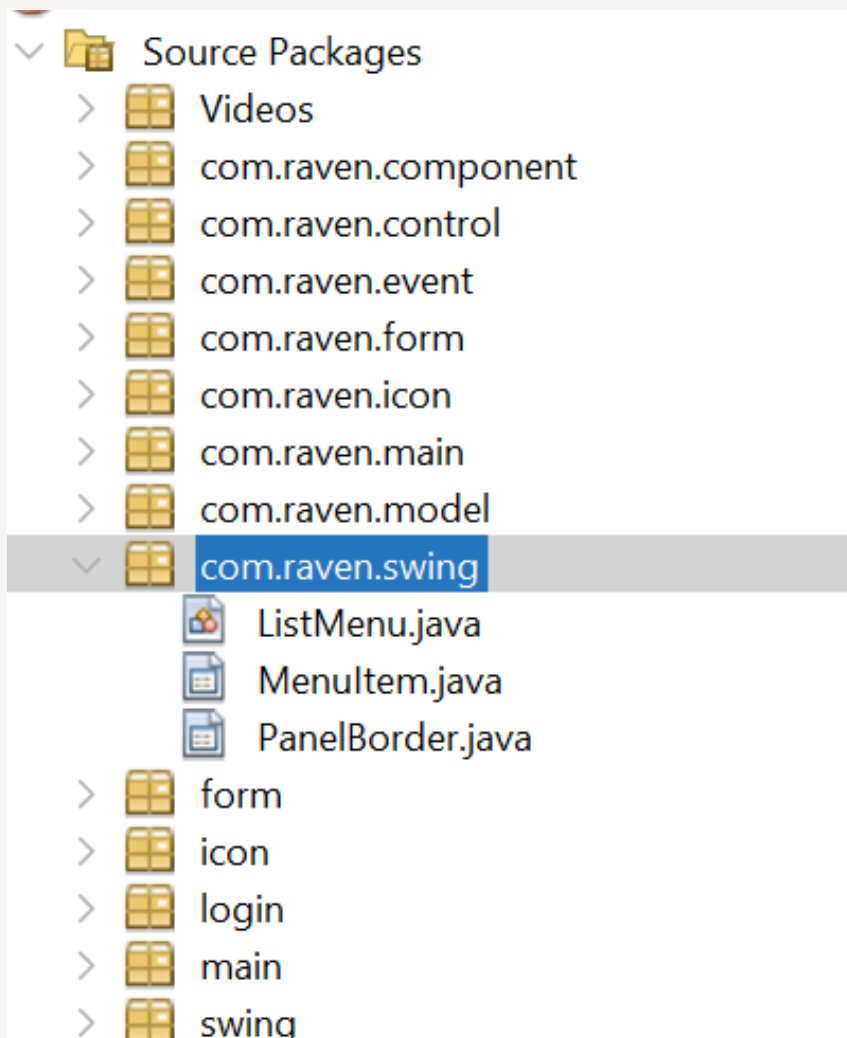 Source Packages
Videos
com.raven.component
com.raven.control
com.raven.event
com.raven.form
com.raven.icon
com.raven.main
com.raven.model
com.raven.swing
ListMenu.java
MenuItem.java
PanelBorder.java
form
icon
login
main
swing